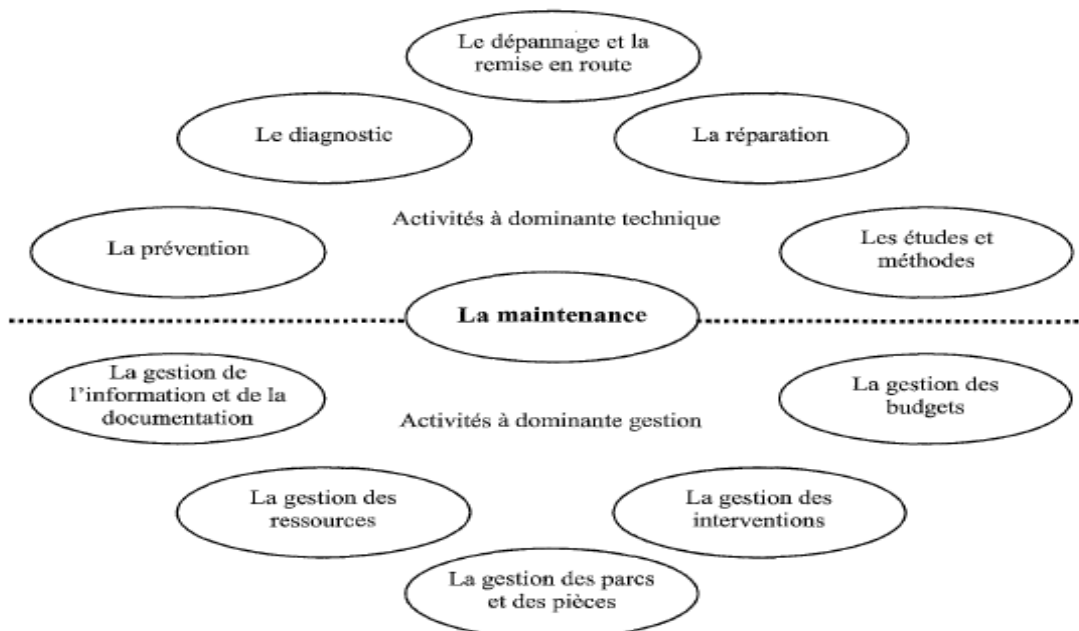 Le dépannage et la
remise en route
Le diagnostic
La réparation
Activités à dominante technique
La prévention
Les études et
méthodes
La maintenance
La gestion de
l'information et de la
documentation
La gestion des
budgets
Activités à dominante gestion
La gestion des
ressources
La gestion des
interventions
La gestion des parcs
et des pièces